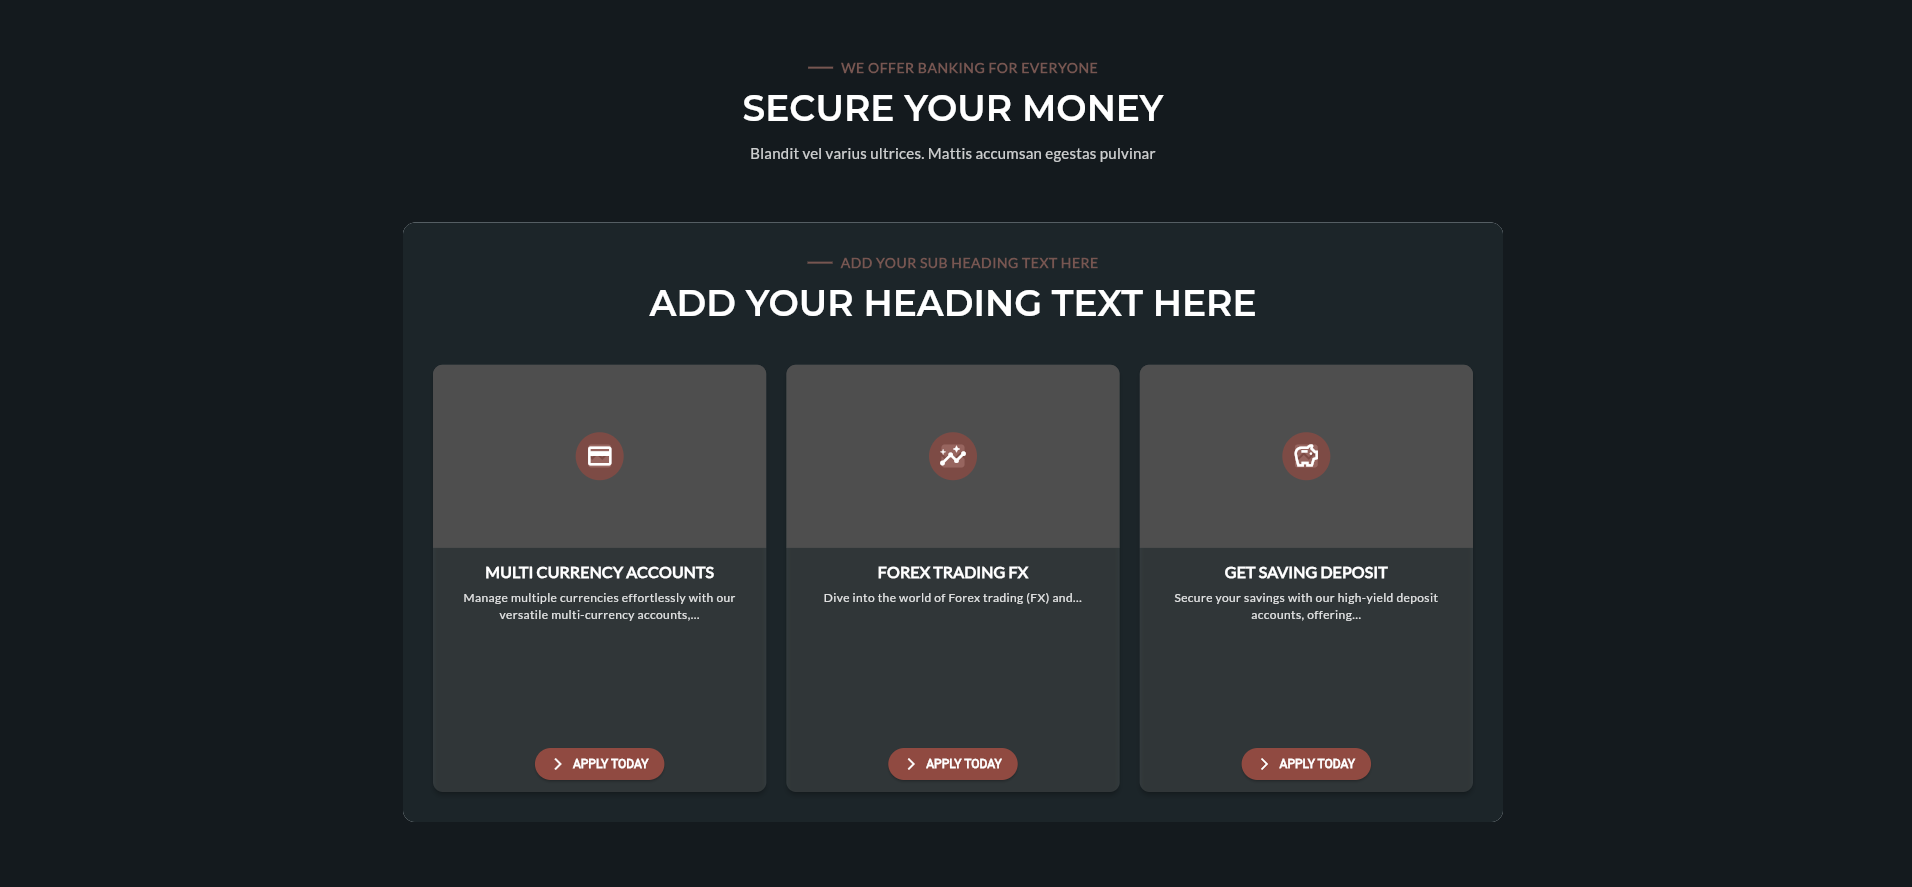 WE OFFER BANKING FOR EVERYONE
SECURE YOUR MONEY
Blandit vel varius ultrices. Mattis accumsan egestas pulvinar
ADD YOUR SUB HEADING TEXT HERE
ADD YOUR HEADING TEXT HERE
MULTI CURRENCY ACCOUNTS
Manage multiple currencies effortlessly with our
versatile multi-currency accounts,...
APPLY TODAY
FOREX TRADING FX
Dive into the world of Forex trading (FX) and...
APPLY TODAY
GET SAVING DEPOSIT
Secure your savings with our high-yield deposit
accounts, offering...
APPLY TODAY